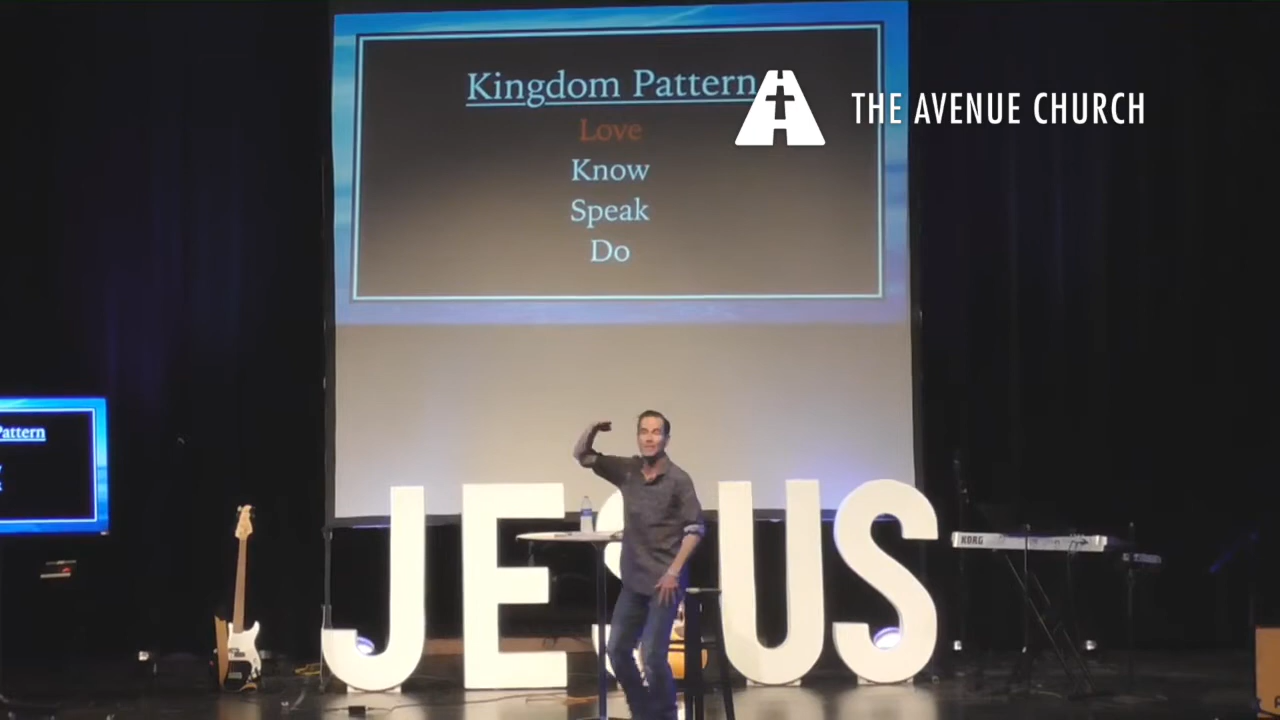 Kingdom Pattern
THE AVENUE CHURCH
Love
Know
Speak
Do
Pattern
JESUS
KORG